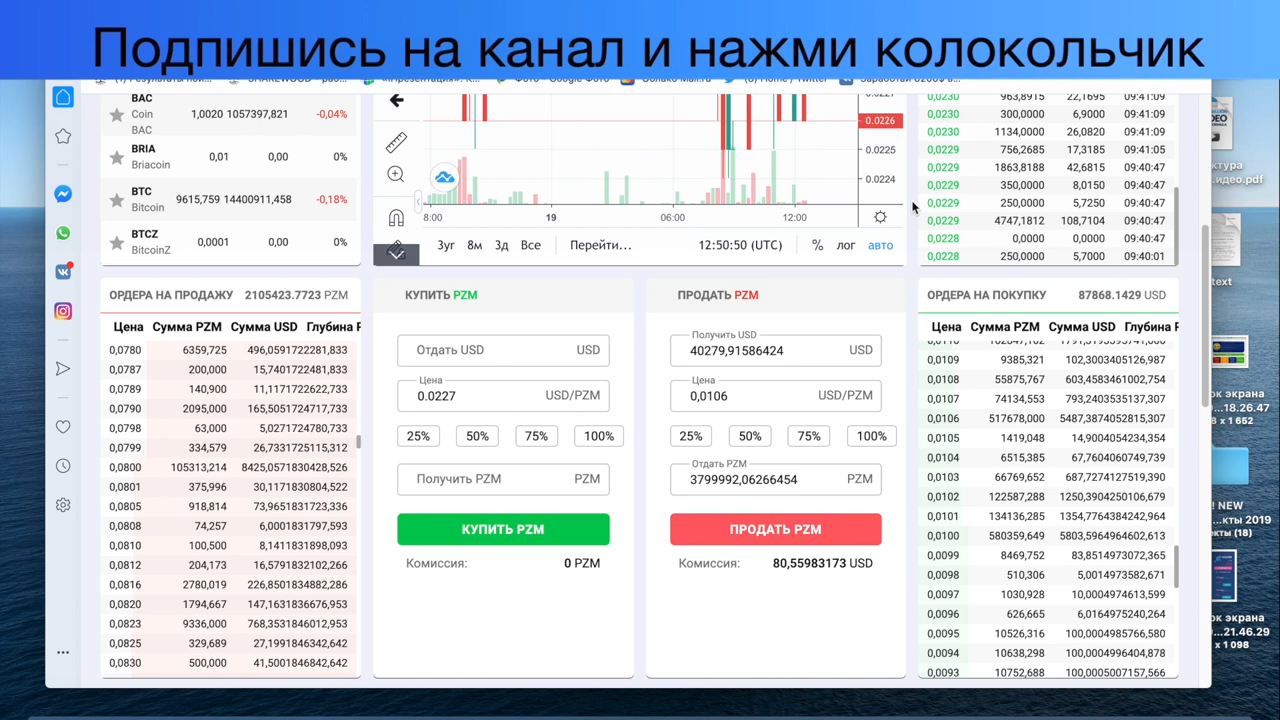 Подпишись на канал и нажми колокольчик
BAC
Coin
BAC
1,0020 1057397,821 -0,04%
BRIA
Briacoin
0,01 0,00 0%
BTC
Bitcoin
9615,759 14400911,458 -0,18%
BTCZ
BitcoinZ
0,0001 0,00 0%
0.0226
0.0225
0.0224
8:00 19 06:00 12:00
3уг 8м 3д Все Перейти... 12:50:50 (UTC) % лог авто
0,0230 963,8915 22,1695 09:41:09
0,0230 300,0000 6,9000 09:41:09
0,0230 1134,0000 26,0820 09:41:09
0,0229 756,2685 17,3185 09:41:05
0,0229 1863,8188 42,6815 09:40:47
0,0229 350,0000 8,0150 09:40:47
0,0229 250,0000 5,7250 09:40:47
0,0229 4747,1812 108,7104 09:40:47
0,0228 0,0000 0,0000 09:40:47
0,0228 250,0000 5,7000 09:40:01
ОРДЕРА НА ПРОДАЖУ 2105423.7723 PZM
Цена Сумма PZM Сумма USD Глубина
0,0780 6359,725 496,0591722281,833
0,0787 200,000 15,7401722481,833
0,0789 140,900 11,1171722622,733
0,0790 2095,000 165,5051724717,733
0,0798 63,000 5,0271724780,733
0,0799 334,579 26,7331725115,312
0,0800 105313,214 8425,0571830428,526
0,0801 375,996 30,1171830804,522
0,0805 918,814 73,9651831723,336
0,0808 74,257 6,0001831797,593
0,0810 100,500 8,1411831898,093
0,0812 204,173 16,5791832102,266
0,0816 2780,019 226,8501834882,286
0,0820 1794,667 147,1631836676,953
0,0823 9336,000 768,3531846012,953
0,0825 329,689 27,1991846342,642
0,0830 500,000 41,5001846842,642
КУПИТЬ PZM
Отдать USD USD
Цена
0.0227 USD/PZM
25% 50% 75% 100%
Получить PZM PZM
КУПИТЬ PZM
Комиссия: 0 PZM
ПРОДАТЬ PZM
Получить USD
40279,91586424 USD
Цена
0,0106 USD/PZM
25% 50% 75% 100%
Отдать PZM
3799992,06266454 PZM
ПРОДАТЬ PZM
Комиссия: 80,55983173 USD
ОРДЕРА НА ПОКУПКУ 87868.1429 USD
Цена Сумма PZM Сумма USD Глубина
0,0109 9385,321 102,3003405126,987
0,0108 55875,767 603,4583461002,754
0,0107 74134,553 793,2403535137,307
0,0106 517678,000 5487,3874052815,307
0,0105 1419,048 14,9004054234,354
0,0104 6515,385 67,7604060749,739
0,0103 66769,652 687,7274127519,390
0,0102 122587,288 1250,3904250106,679
0,0101 134136,285 1354,7764384242,964
0,0100 580359,649 5803,5964964602,613
0,0099 8469,752 83,8514973072,365
0,0098 510,306 5,0014973582,671
0,0097 1030,928 10,0004974613,599
0,0096 626,665 6,0164975240,264
0,0095 10526,316 100,0004985766,580
0,0094 10638,298 100,0004996404,878
0,0093 10752,688 100,0005007157,566